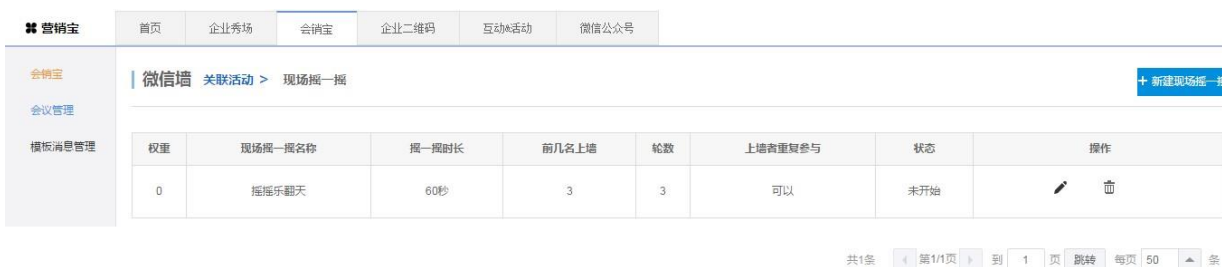 营销宝 首页 企业秀场 会销宝 企业二维码 互动&活动 微信公众号
会销宝
会议管理
模板消息管理
微信墙 关联活动 > 现场摇一摇
+ 新建现场摇一
权重 现场摇一摇名称 摇一摇时长 前几名上墙 轮数 上墙者重复参与 状态 操作
0 摇摇乐翻天 60秒 3 3 可以 未开始
共1条 第1/1页 到 1 页 跳转 每页 50 条